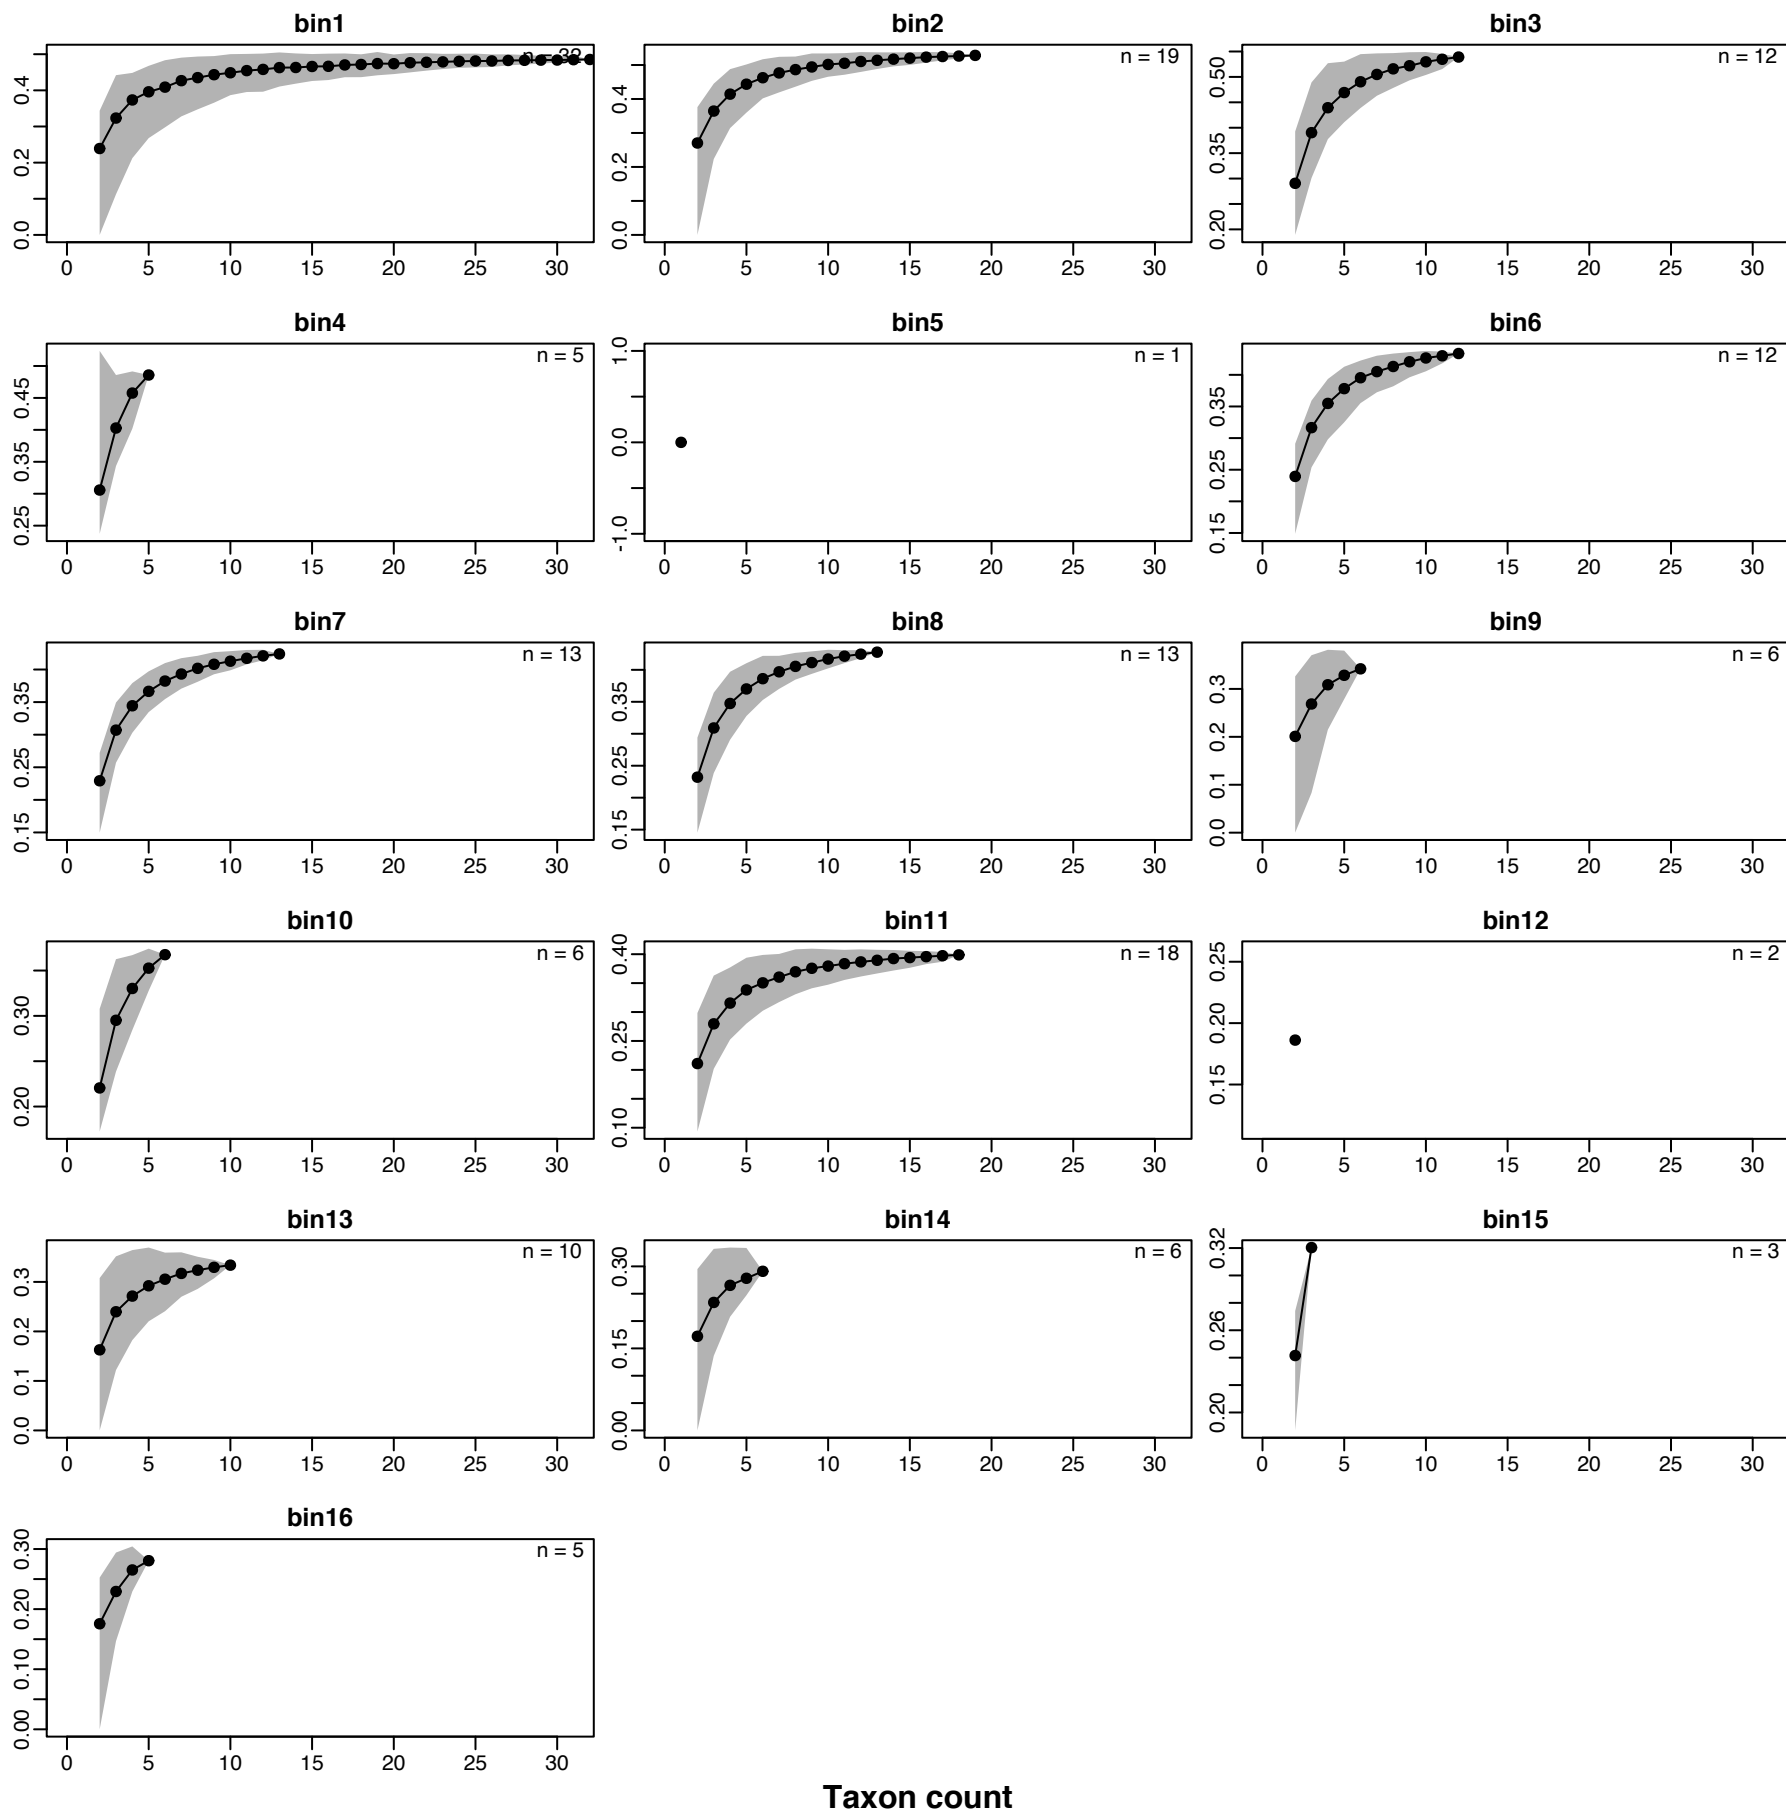 bin1
n = 32
0.0 0.2 0.4
0 5 10 15 20 25 30
bin2
n = 19
0.0 0.2 0.4
0 5 10 15 20 25 30
bin3
n = 12
0.20 0.35 0.50
0 5 10 15 20 25 30
bin4
n = 5
0.25 0.35 0.45
0 5 10 15 20 25 30
bin5
n = 1
-1.0 0.0 1.0
0 5 10 15 20 25 30
bin6
n = 12
0.15 0.25 0.35
0 5 10 15 20 25 30
bin7
n = 13
0.15 0.25 0.35
0 5 10 15 20 25 30
bin8
n = 13
0.15 0.25 0.35
0 5 10 15 20 25 30
bin9
n = 6
0.0 0.1 0.2 0.3
0 5 10 15 20 25 30
bin10
n = 6
0.20 0.30
0 5 10 15 20 25 30
bin11
n = 18
0.10 0.25 0.40
0 5 10 15 20 25 30
bin12
n = 2
0.15 0.20 0.25
0 5 10 15 20 25 30
bin13
n = 10
0.0 0.1 0.2 0.3
0 5 10 15 20 25 30
bin14
n = 6
0.00 0.15 0.30
0 5 10 15 20 25 30
bin15
n = 3
0.20 0.26 0.32
0 5 10 15 20 25 30
bin16
n = 5
0.00 0.10 0.20 0.30
0 5 10 15 20 25 30
Taxon count